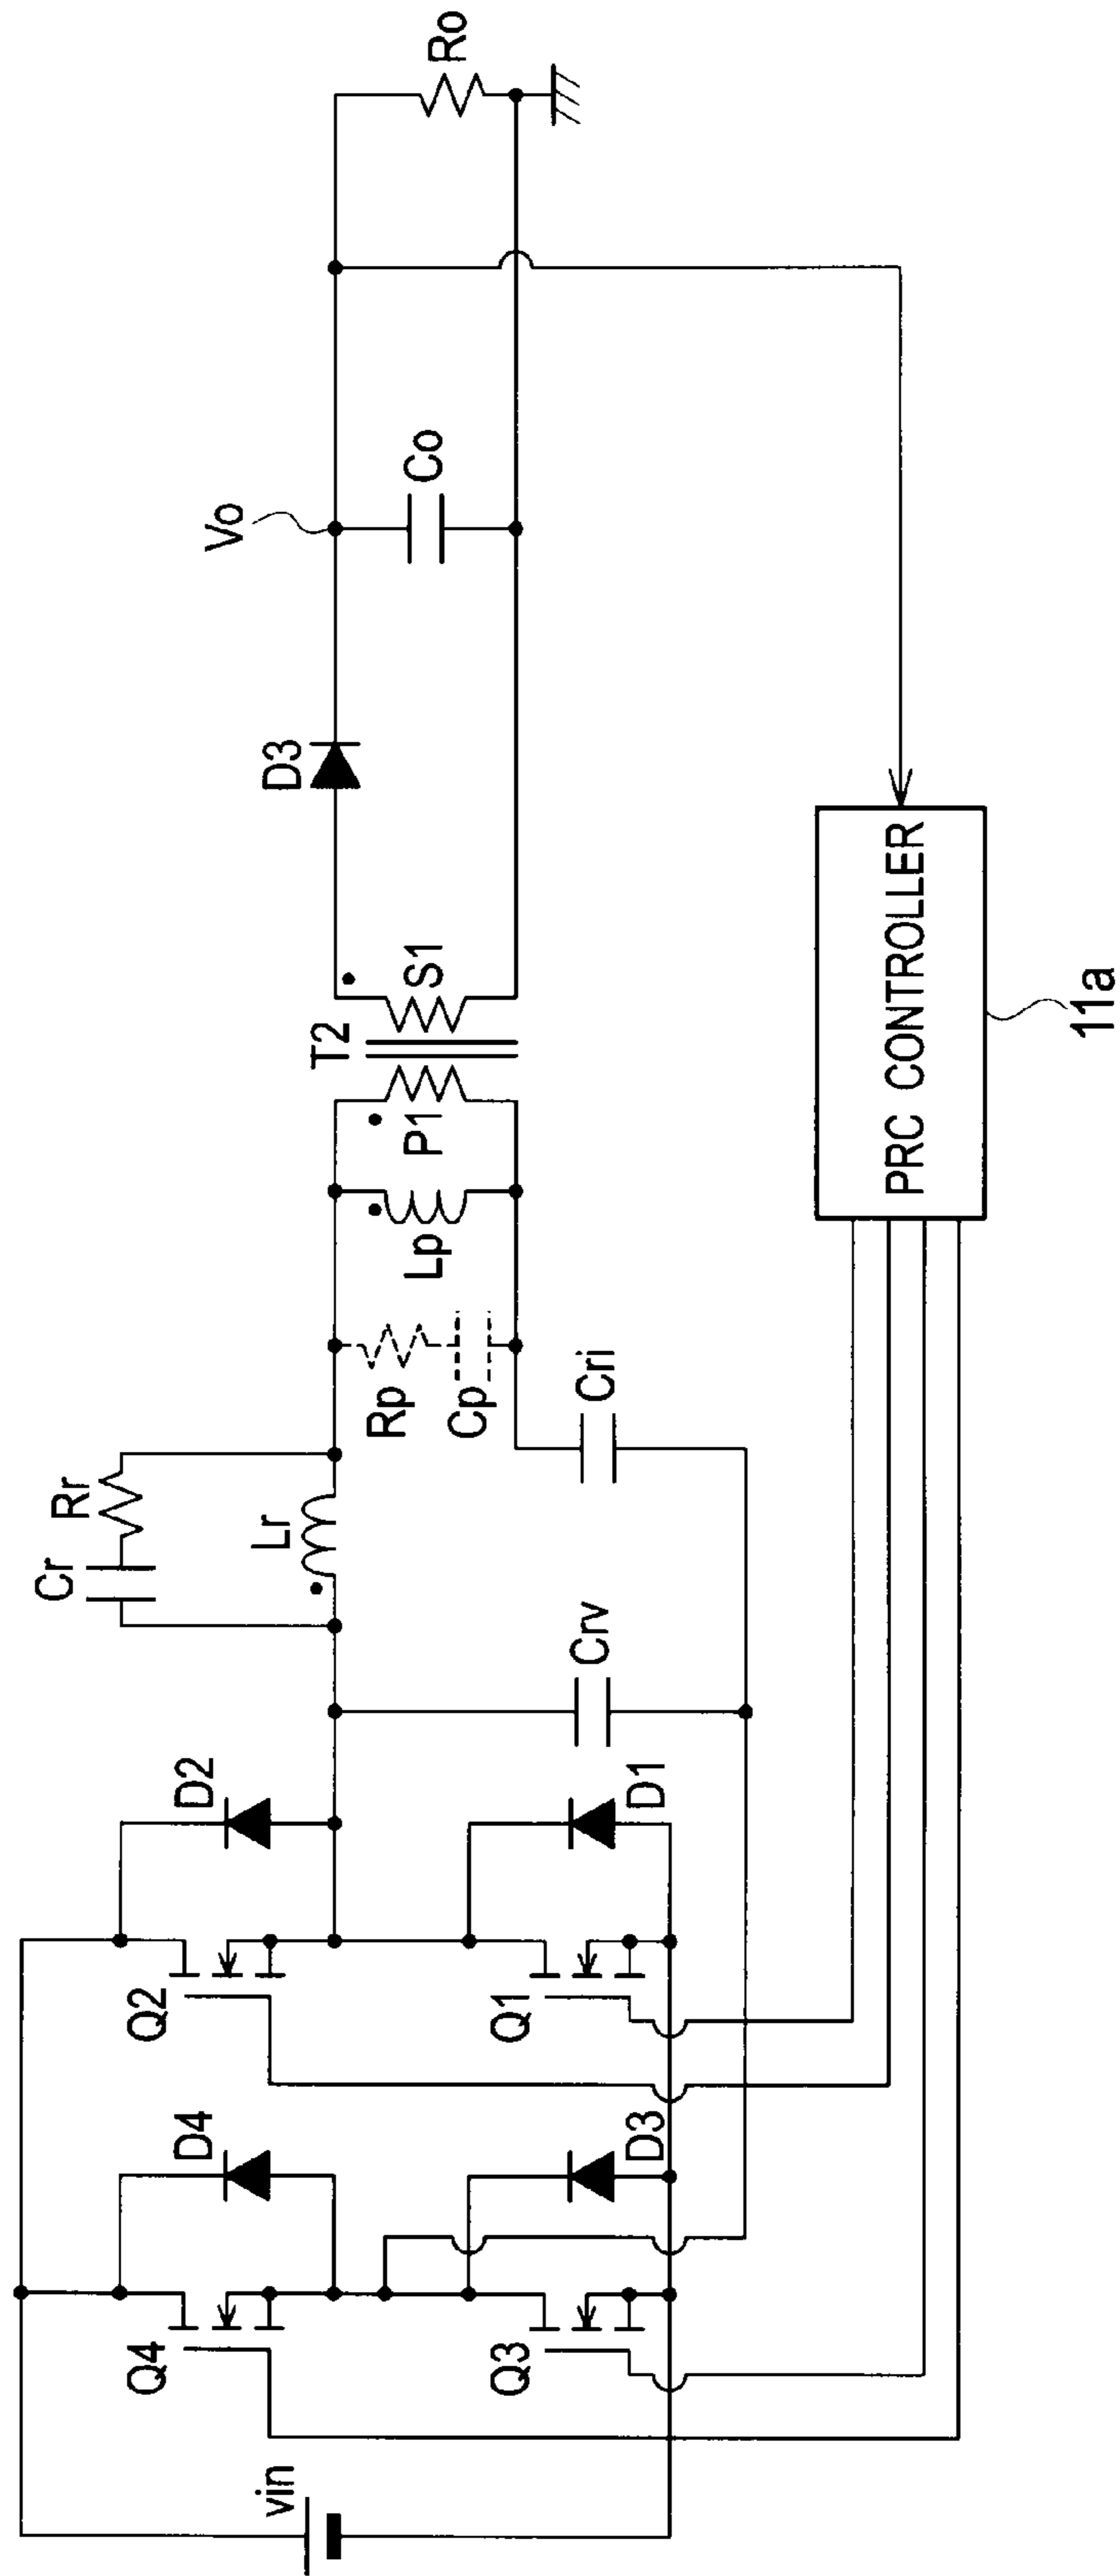 vin
Q4
D4
Q3
D3
Q2
D2
Q1
D1
Crv
Cr
Rr
Lr
Rp
Cp
Cri
Lp
P1
T2
S1
D3
Vo
Co
Ro
PRC CONTROLLER
11a